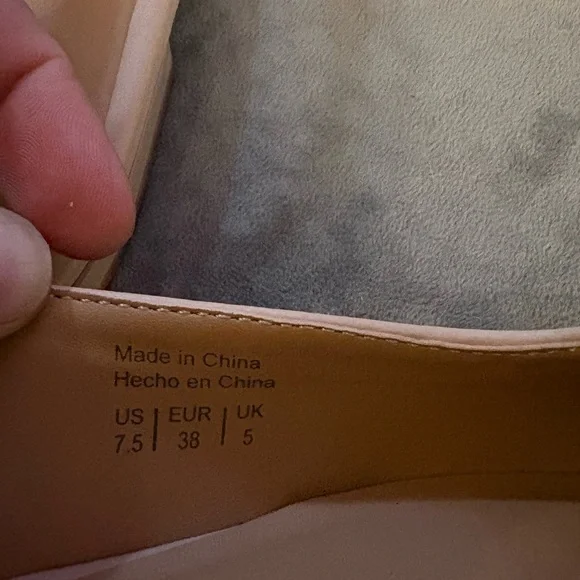 Made in China
Hecho en China
US | EUR | UK
7.5 | 38 | 5